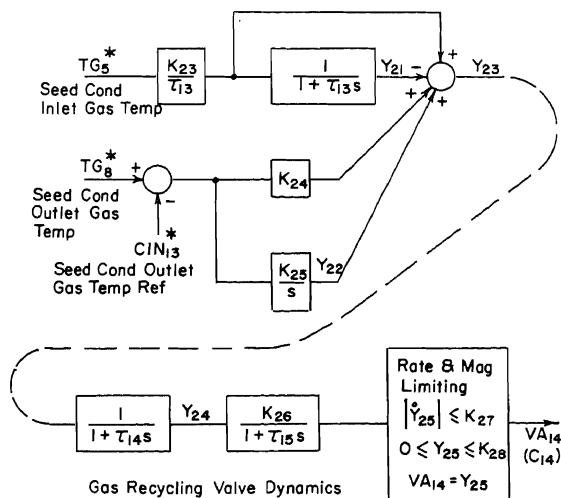 TG₅*
Seed Cond
Inlet Gas Temp
K₂₃
τ₁₃
1
1 + τ₁₃s
Y₂₁
−
+
+
+
Y₂₃
TG₈*
+
−
Seed Cond
Outlet Gas
Temp
CIN₁₃*
Seed Cond Outlet
Gas Temp Ref
K₂₄
K₂₅
s
Y₂₂
1
1 + τ₁₄s
Y₂₄
K₂₆
1 + τ₁₅s
Rate & Mag
Limiting
|Ẏ₂₅| ≤ K₂₇
0 ≤ Y₂₅ ≤ K₂₈
VA₁₄ = Y₂₅
VA₁₄
(C₁₄)
Gas Recycling Valve Dynamics